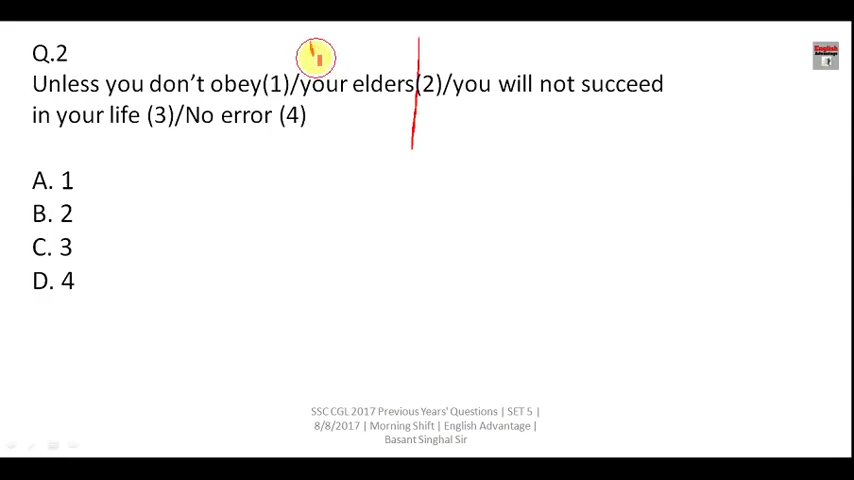 Q.2
English
Advantage
Unless you don't obey(1)/your elders(2)/you will not succeed
in your life (3)/No error (4)
A. 1
B. 2
C. 3
D. 4
SSC CGL 2017 Previous Years' Questions | SET 5 |
8/8/2017 | Morning Shift | English Advantage |
Basant Singhal Sir